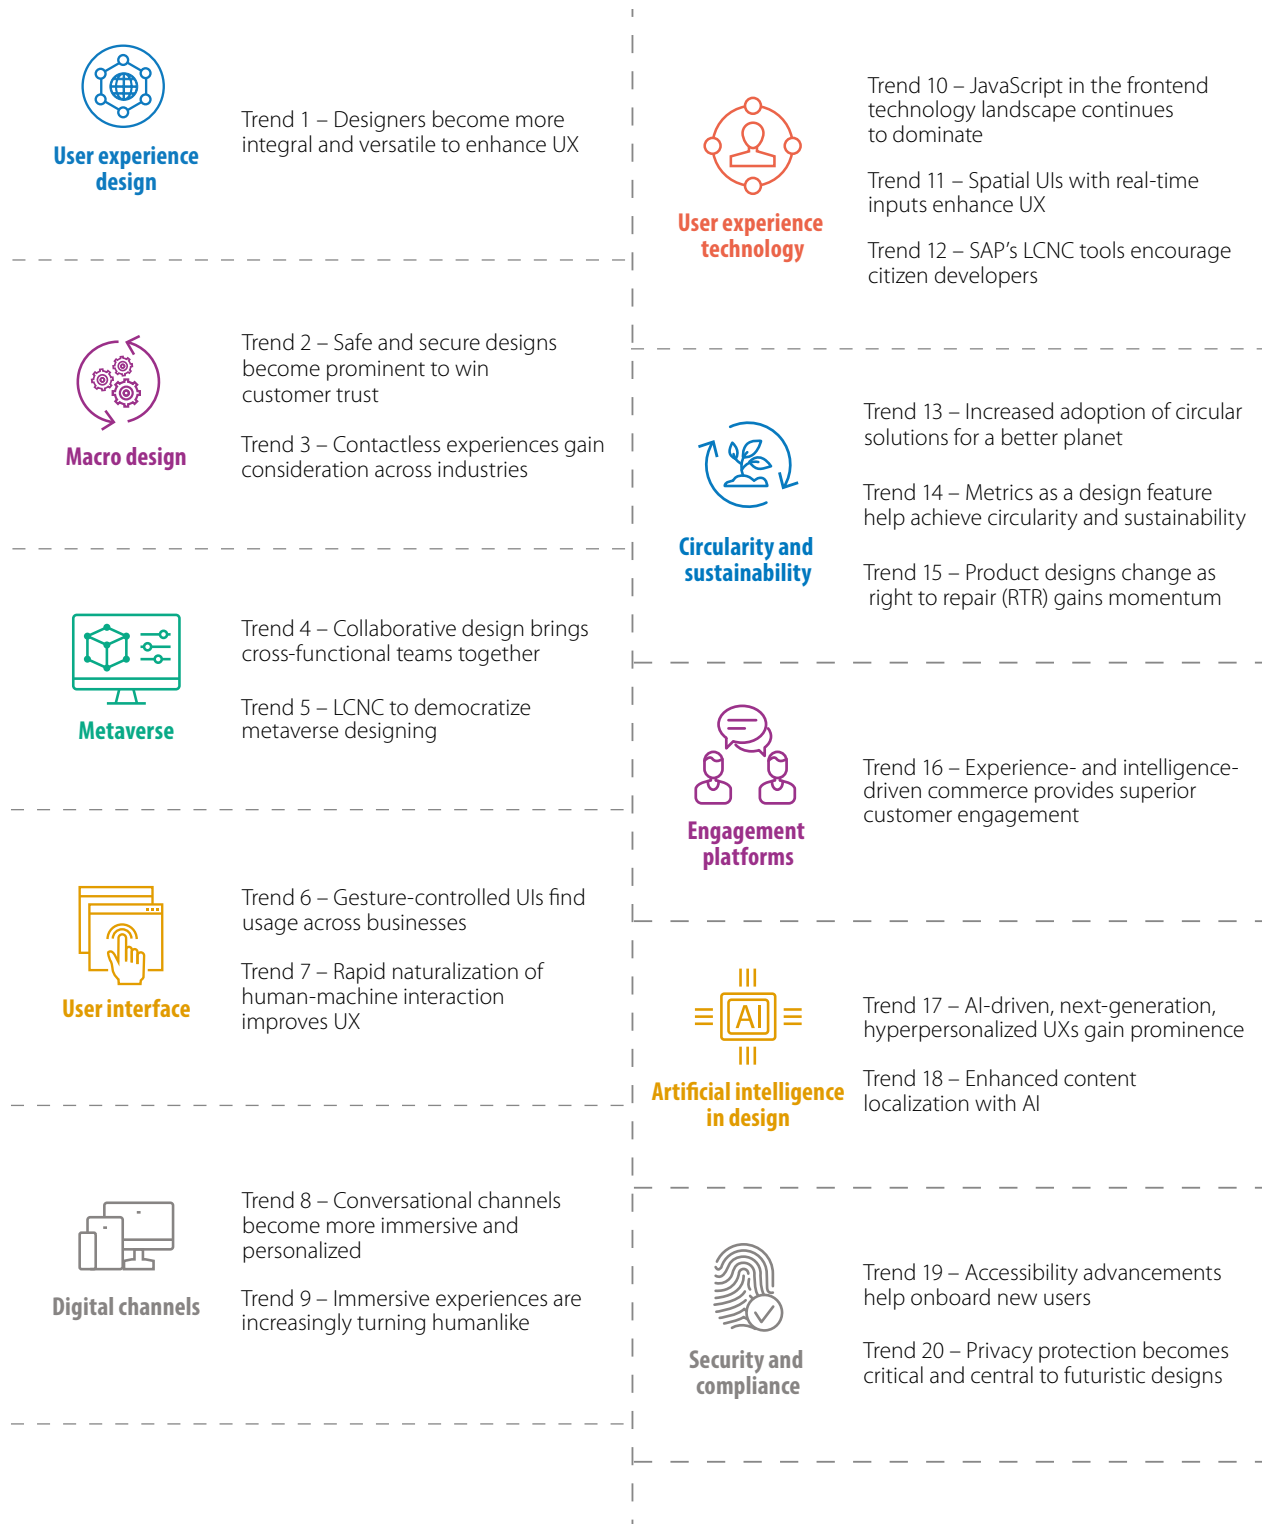 User experience
design
Trend 1 – Designers become more
integral and versatile to enhance UX
Macro design
Trend 2 – Safe and secure designs
become prominent to win
customer trust
Trend 3 – Contactless experiences gain
consideration across industries
Metaverse
Trend 4 – Collaborative design brings
cross-functional teams together
Trend 5 – LCNC to democratize
metaverse designing
User interface
Trend 6 – Gesture-controlled UIs find
usage across businesses
Trend 7 – Rapid naturalization of
human-machine interaction
improves UX
Digital channels
Trend 8 – Conversational channels
become more immersive and
personalized
Trend 9 – Immersive experiences are
increasingly turning humanlike
User experience
technology
Trend 10 – JavaScript in the frontend
technology landscape continues
to dominate
Trend 11 – Spatial UIs with real-time
inputs enhance UX
Trend 12 – SAP’s LCNC tools encourage
citizen developers
Circularity and
sustainability
Trend 13 – Increased adoption of circular
solutions for a better planet
Trend 14 – Metrics as a design feature
help achieve circularity and sustainability
Trend 15 – Product designs change as
right to repair (RTR) gains momentum
Engagement
platforms
Trend 16 – Experience- and intelligence-
driven commerce provides superior
customer engagement
AI
Artificial intelligence
in design
Trend 17 – AI-driven, next-generation,
hyperpersonalized UXs gain prominence
Trend 18 – Enhanced content
localization with AI
Security and
compliance
Trend 19 – Accessibility advancements
help onboard new users
Trend 20 – Privacy protection becomes
critical and central to futuristic designs